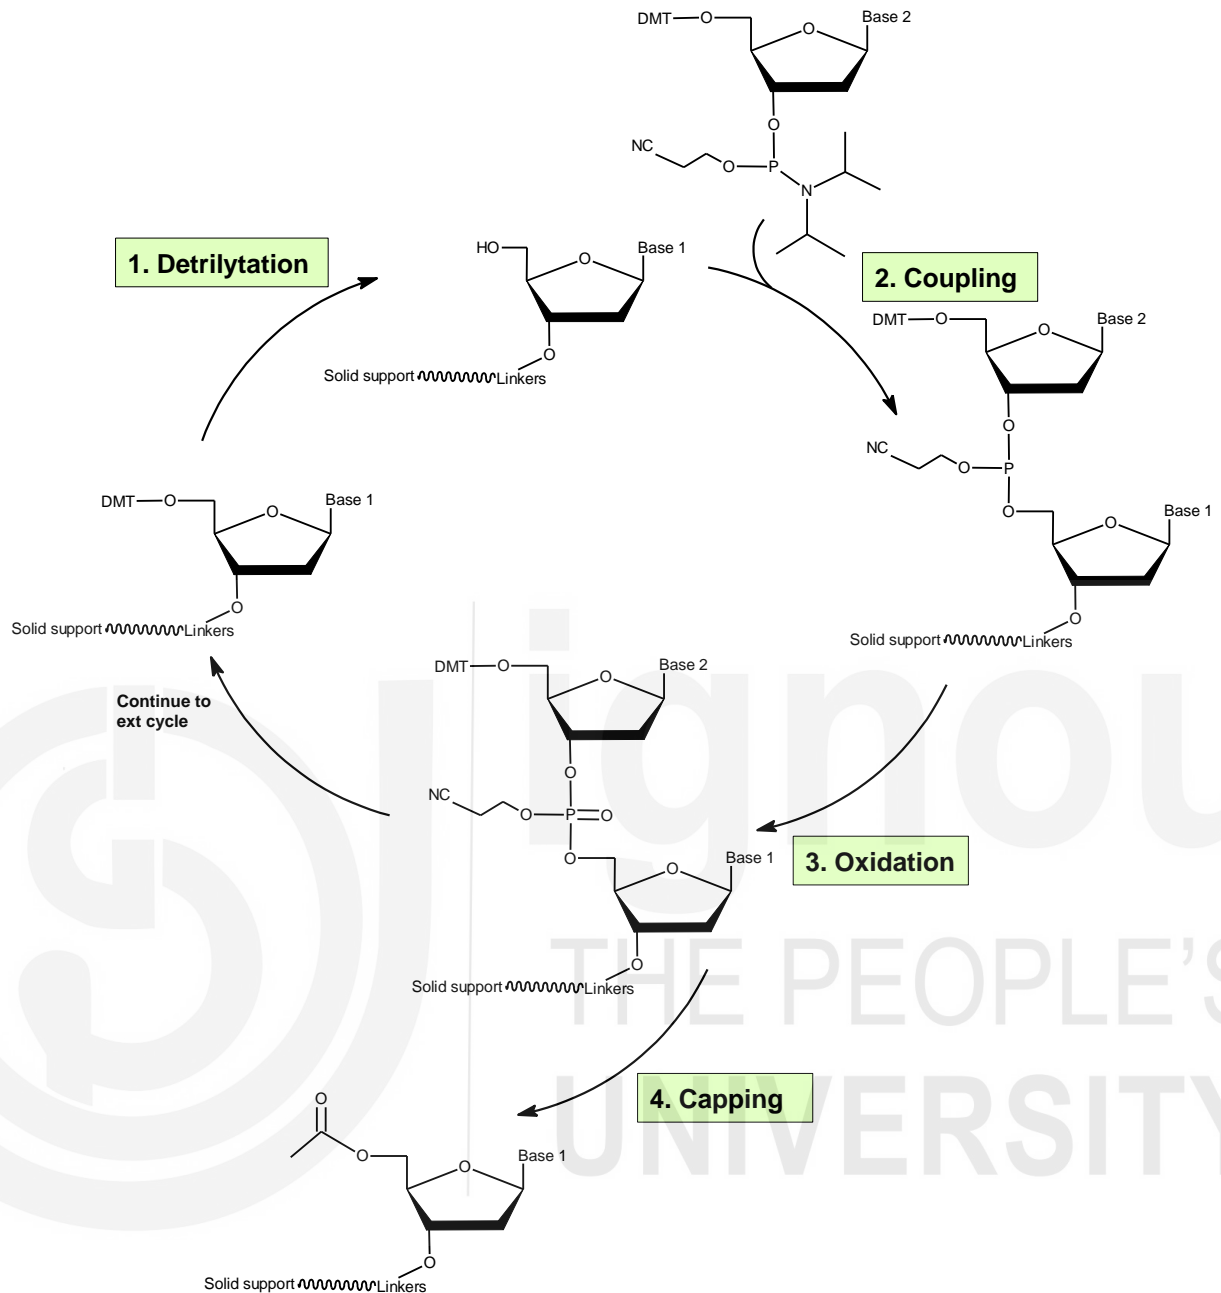 DMT O Base 2
O
O
NC
O P
N
1. Detrilytation
HO Base 1
O
O
Solid support Linkers
2. Coupling
DMT O Base 2
O
O
NC
O P
O Base 1
O
O
Solid support Linkers
DMT O Base 1
O
O
Solid support Linkers
Continue to
ext cycle
DMT O Base 2
O
O
NC
O P O
O Base 1
O
O
Solid support Linkers
3. Oxidation
4. Capping
O
O Base 1
O
O
Solid support Linkers
ignou
THE PEOPLE'S
UNIVERSITY